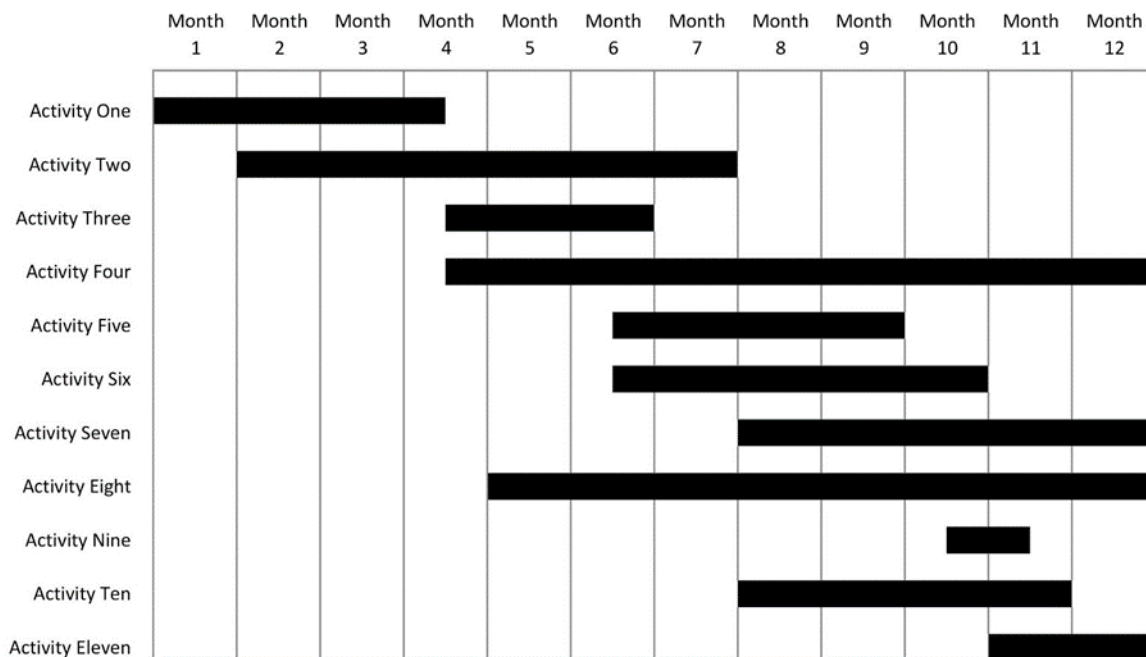 Month Month Month Month Month Month Month Month Month Month Month Month
1 2 3 4 5 6 7 8 9 10 11 12
Activity One
Activity Two
Activity Three
Activity Four
Activity Five
Activity Six
Activity Seven
Activity Eight
Activity Nine
Activity Ten
Activity Eleven